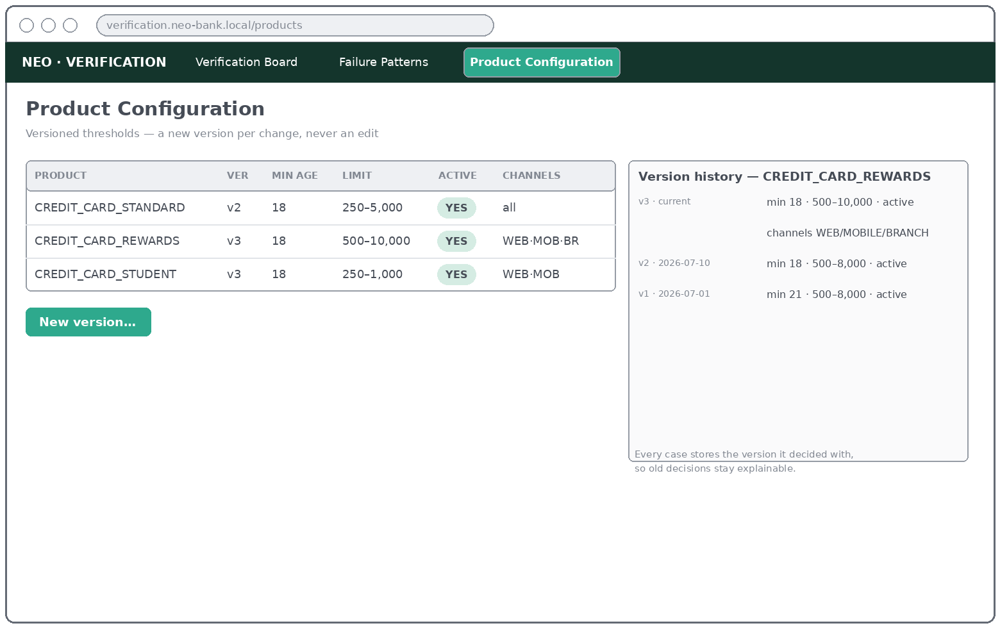 verification.neo-bank.local/products
NEO · VERIFICATION Verification Board Failure Patterns Product Configuration
Product Configuration
Versioned thresholds — a new version per change, never an edit
PRODUCT VER MIN AGE LIMIT ACTIVE CHANNELS
CREDIT_CARD_STANDARD v2 18 250–5,000 YES all
CREDIT_CARD_REWARDS v3 18 500–10,000 YES WEB·MOB·BR
CREDIT_CARD_STUDENT v3 18 250–1,000 YES WEB·MOB
New version…
Version history — CREDIT_CARD_REWARDS
v3 · current min 18 · 500–10,000 · active
channels WEB/MOBILE/BRANCH
v2 · 2026-07-10 min 18 · 500–8,000 · active
v1 · 2026-07-01 min 21 · 500–8,000 · active
Every case stores the version it decided with,
so old decisions stay explainable.